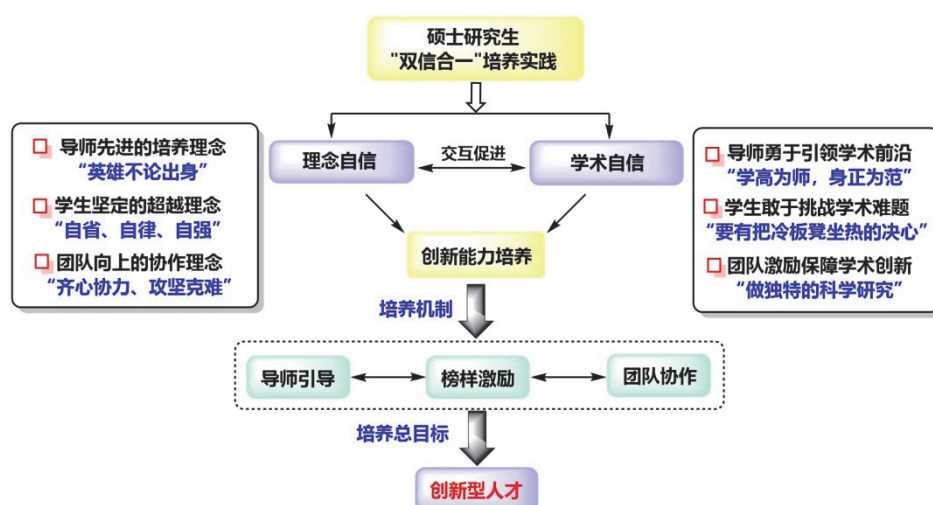 硕士研究生
"双信合一"培养实践
导师先进的培养理念
“英雄不论出身”
学生坚定的超越理念
“自省、自律、自强”
团队向上的协作理念
“齐心协力、攻坚克难”
理念自信
交互促进
学术自信
导师勇于引领学术前沿
“学高为师，身正为范”
学生敢于挑战学术难题
“要有把冷板凳坐热的决心”
团队激励保障学术创新
“做独特的科学研究”
创新能力培养
培养机制
导师引导
榜样激励
团队协作
培养总目标
创新型人才